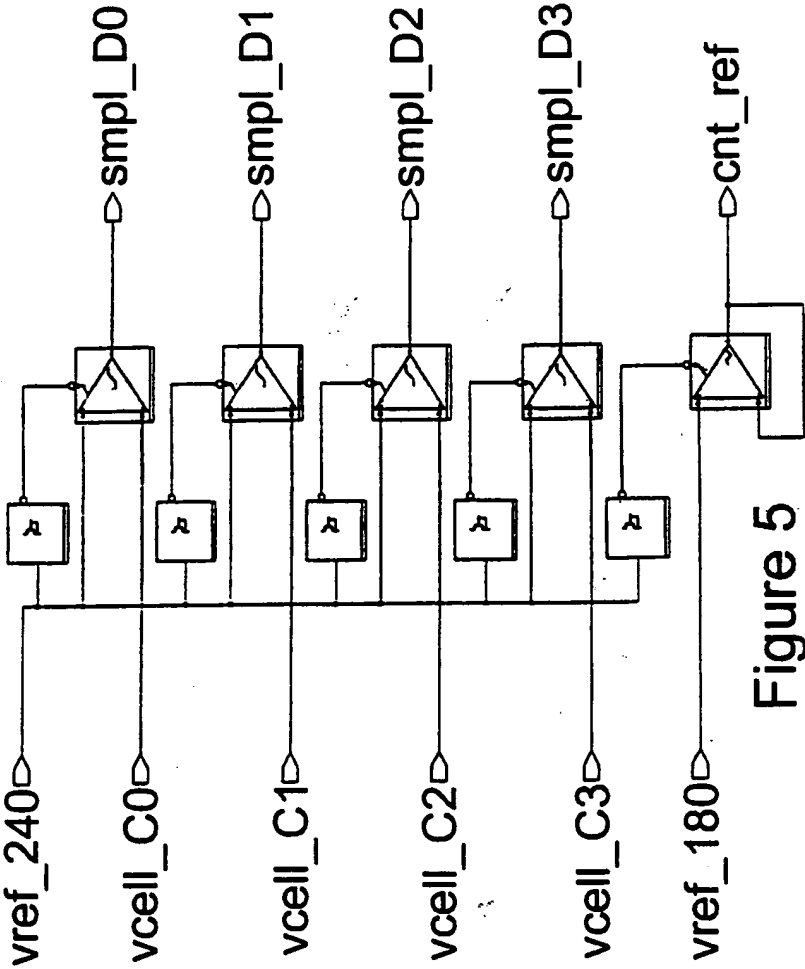 vref_240
smpl_D0
vcell_C0
smpl_D1
vcell_C1
smpl_D2
vcell_C2
smpl_D3
vcell_C3
cnt_ref
vref_180
Figure 5